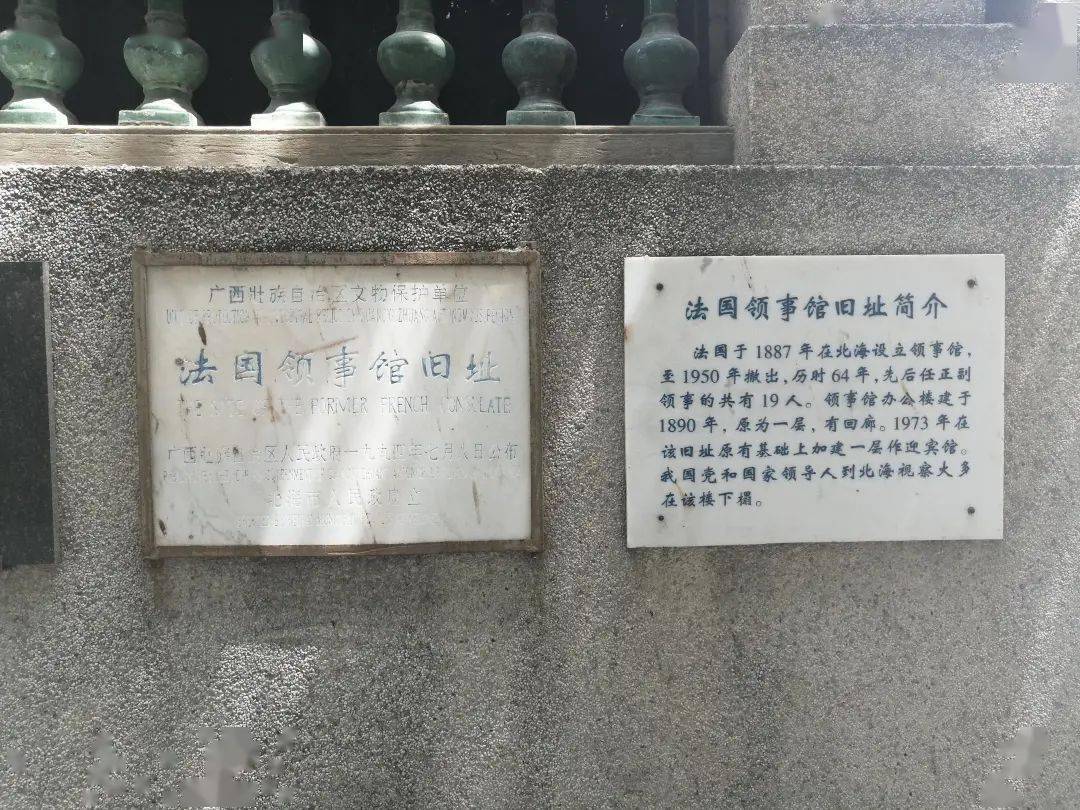 广西壮族自治区文物保护单位
法国领事馆旧址
THE SITE OF THE FORMER FRENCH CONSULATE
广西壮族自治区人民政府一九九四年七月八日公布
北海市人民政府立
法国领事馆旧址简介
法国于1887年在北海设立领事馆，
至1950年撤出，历时64年，先后任正副
领事的共有19人。领事馆办公楼建于
1890年，原为一层，有回廊。1973年在
该旧址原有基础上加建一层作迎宾馆。
我国党和国家领导人到北海视察大多
在该楼下榻。